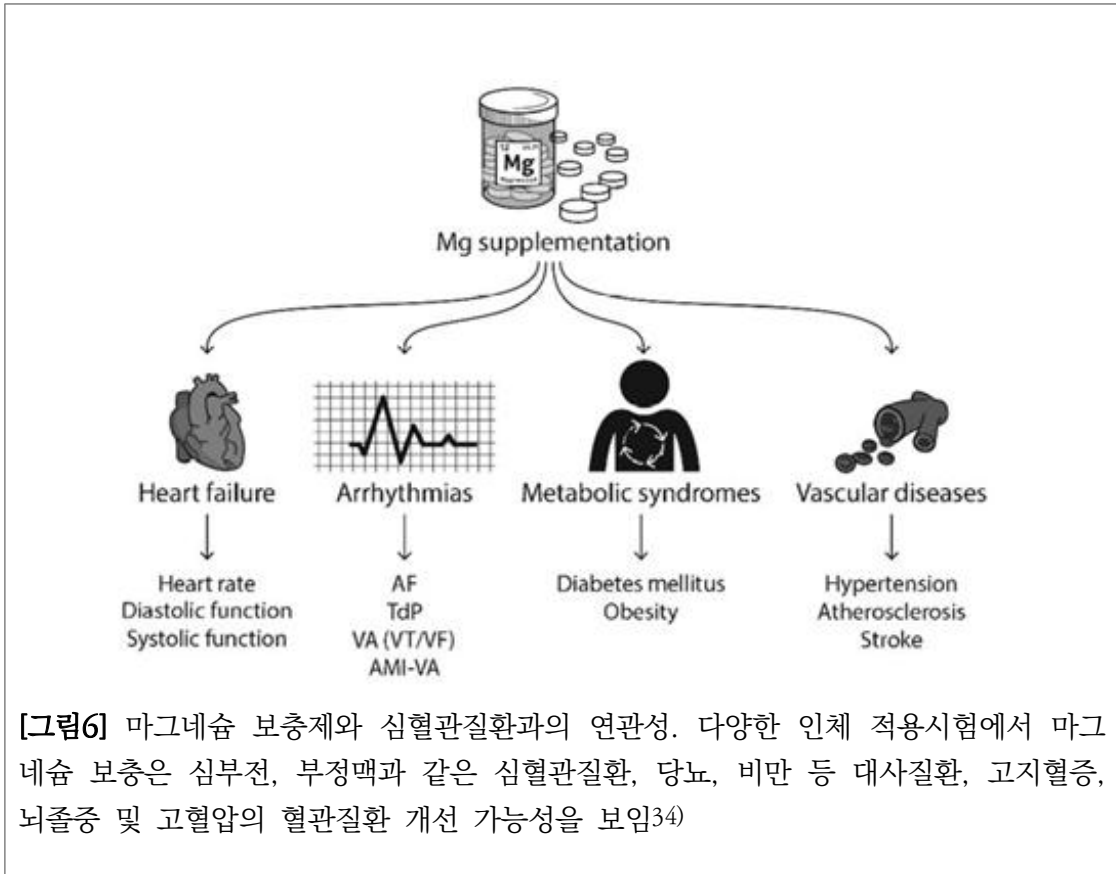 12
Mg
Mg supplementation
Heart failure
Arrhythmias
Metabolic syndromes
Vascular diseases
Heart rate
Diastolic function
Systolic function
AF
TdP
VA (VT/VF)
AMI-VA
Diabetes mellitus
Obesity
Hypertension
Atherosclerosis
Stroke
[그림6] 마그네슘 보충제와 심혈관질환과의 연관성. 다양한 인체 적용시험에서 마그
네슘 보충은 심부전, 부정맥과 같은 심혈관질환, 당뇨, 비만 등 대사질환, 고지혈증,
뇌졸중 및 고혈압의 혈관질환 개선 가능성을 보임34)